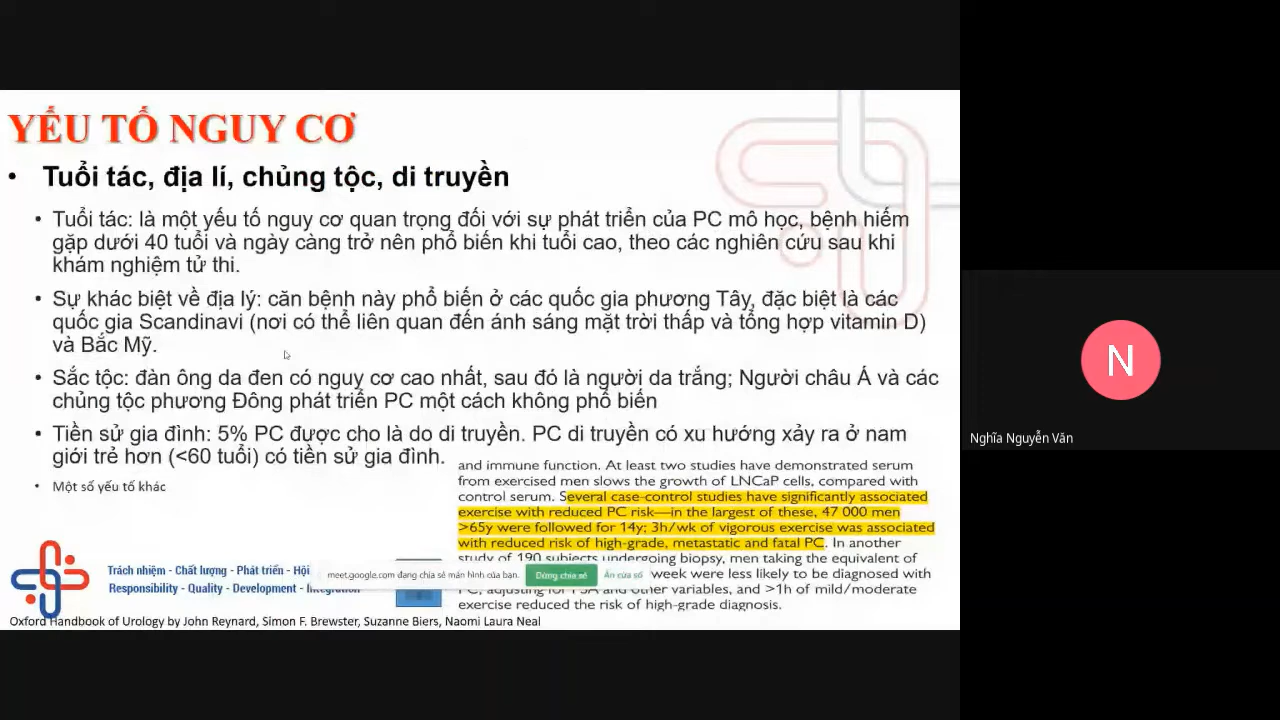 YẾU TỐ NGUY CƠ
• Tuổi tác, địa lí, chủng tộc, di truyền
• Tuổi tác: là một yếu tố nguy cơ quan trọng đối với sự phát triển của PC mô học, bệnh hiếm
gặp dưới 40 tuổi và ngày càng trở nên phổ biến khi tuổi cao, theo các nghiên cứu sau khi
khám nghiệm tử thi.
• Sự khác biệt về địa lý: căn bệnh này phổ biến ở các quốc gia phương Tây, đặc biệt là các
quốc gia Scandinavi (nơi có thể liên quan đến ánh sáng mặt trời thấp và tổng hợp vitamin D)
và Bắc Mỹ.
• Sắc tộc: đàn ông da đen có nguy cơ cao nhất, sau đó là người da trắng; Người châu Á và các
chủng tộc phương Đông phát triển PC một cách không phổ biến
• Tiền sử gia đình: 5% PC được cho là do di truyền. PC di truyền có xu hướng xảy ra ở nam
giới trẻ hơn (<60 tuổi) có tiền sử gia đình.
• Một số yếu tố khác
and immune function. At least two studies have demonstrated serum
from exercised men slows the growth of LNCaP cells, compared with
control serum. Several case-control studies have significantly associated
exercise with reduced PC risk—in the largest of these, 47 000 men
>65y were followed for 14y; 3h/wk of vigorous exercise was associated
with reduced risk of high-grade, metastatic and fatal PC. In another
study of 190 subjects undergoing biopsy, men taking the equivalent of
week were less likely to be diagnosed with
PC, adjusting for PSA and other variables, and >1h of mild/moderate
exercise reduced the risk of high-grade diagnosis.
meet.google.com đang chia sẻ màn hình của bạn.
Dừng chia sẻ
Ẩn cửa sổ
Trách nhiệm - Chất lượng - Phát triển - Hội
Responsibility - Quality - Development - Integration
Oxford Handbook of Urology by John Reynard, Simon F. Brewster, Suzanne Biers, Naomi Laura Neal
N
Nghĩa Nguyễn Văn